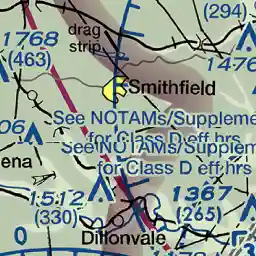 (294)
1768
drag
strip
(463)
1476
Smithfield
See NOTAMs/Suppleme
06
for Class D eff hrs
See NOTAMs/Supplem
ena
for Class D eff hrs
1512
1367
(330)
(265)
0
Dillonvale